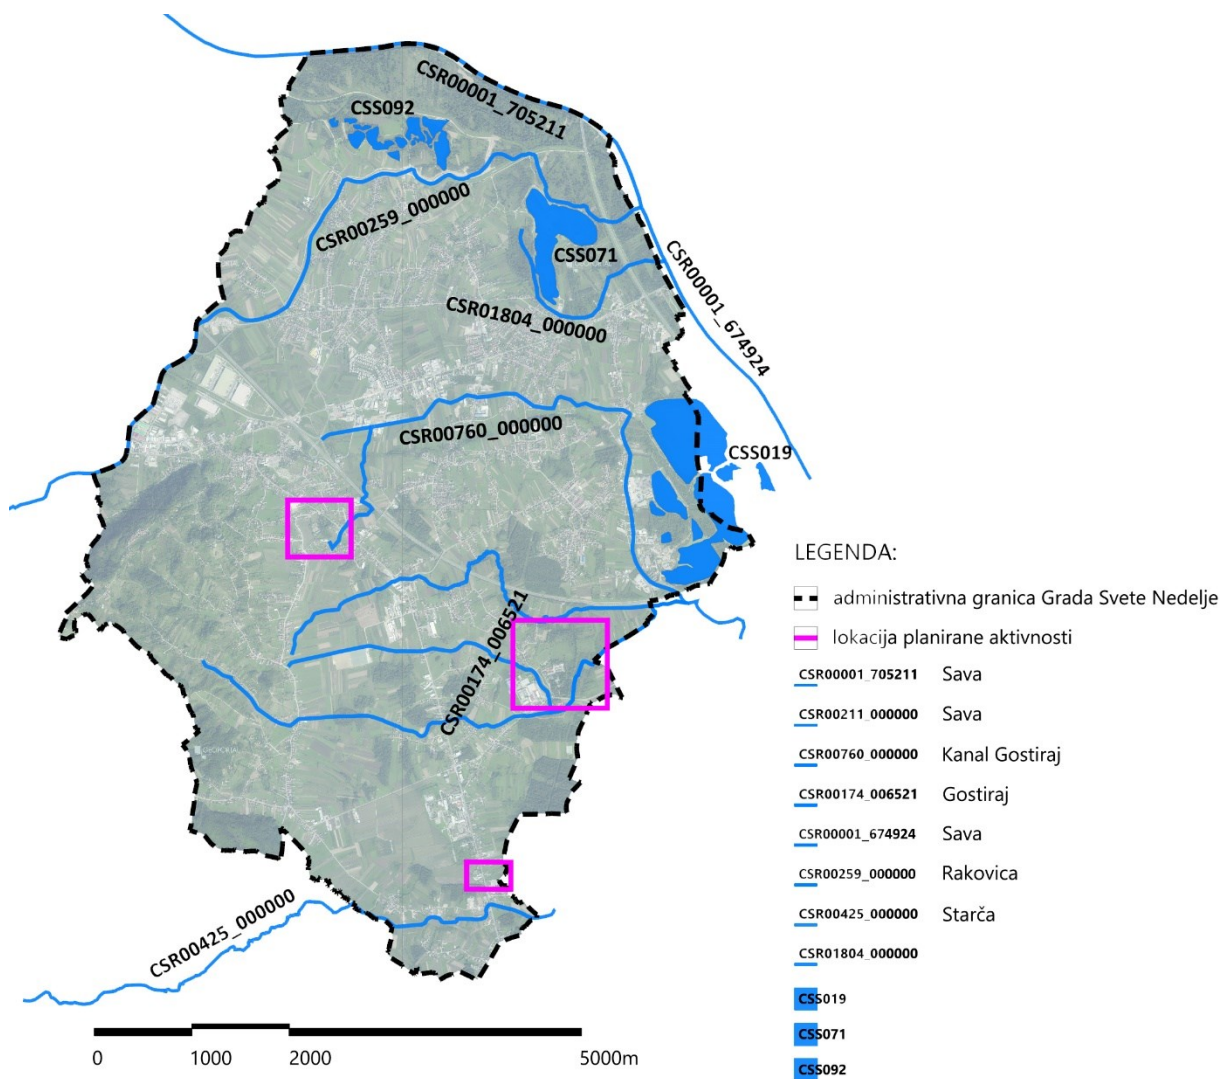 CSR00001_705211
CSS092
CSR00259_000000
CSS071
CSR00001_674924
CSR01804_000000
CSR00760_000000
CSS019
CSR00174_006521
CSR00425_000000
0 1000 2000 5000m
LEGENDA:
administrativna granica Grada Svete Nedelje
lokacija planirane aktivnosti
CSR00001_705211 Sava
CSR00211_000000 Sava
CSR00760_000000 Kanal Gostiraj
CSR00174_006521 Gostiraj
CSR00001_674924 Sava
CSR00259_000000 Rakovica
CSR00425_000000 Starča
CSR01804_000000
CSS019
CSS071
CSS092